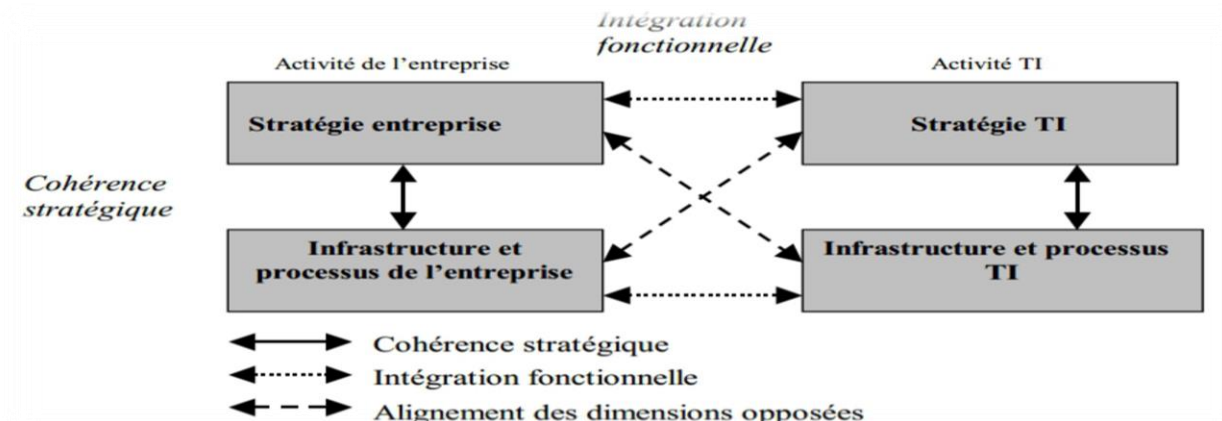 Intégration
fonctionnelle
Activité de l'entreprise
Activité TI
Stratégie entreprise
Stratégie TI
Cohérence
stratégique
Infrastructure et
processus de l'entreprise
Infrastructure et processus
TI
Cohérence stratégique
Intégration fonctionnelle
Alignement des dimensions opposées